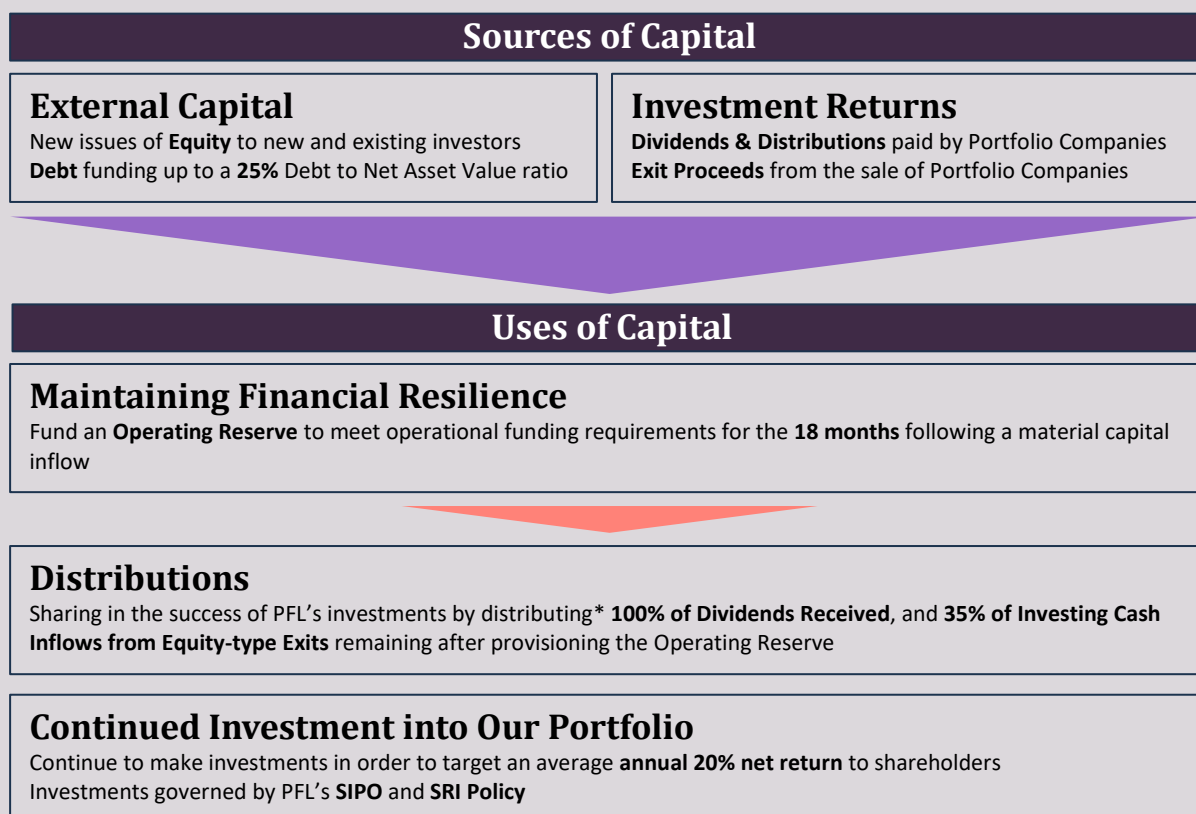 Sources of Capital
External Capital
New issues of Equity to new and existing investors
Debt funding up to a 25% Debt to Net Asset Value ratio
Investment Returns
Dividends & Distributions paid by Portfolio Companies
Exit Proceeds from the sale of Portfolio Companies
Uses of Capital
Maintaining Financial Resilience
Fund an Operating Reserve to meet operational funding requirements for the 18 months following a material capital
inflow
Distributions
Sharing in the success of PFL’s investments by distributing* 100% of Dividends Received, and 35% of Investing Cash
Inflows from Equity-type Exits remaining after provisioning the Operating Reserve
Continued Investment into Our Portfolio
Continue to make investments in order to target an average annual 20% net return to shareholders
Investments governed by PFL’s SIPO and SRI Policy